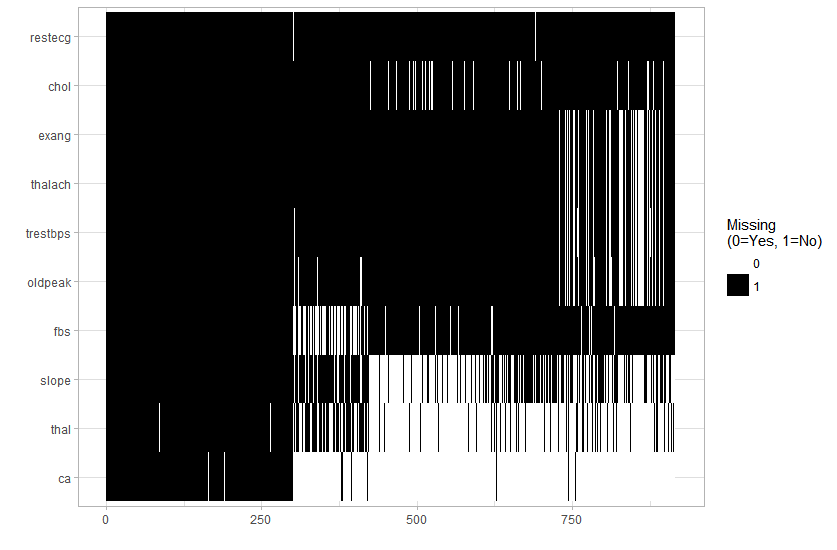 restecg
chol
exang
thalach
trestbps
oldpeak
fbs
slope
thal
ca
0
250
500
750
Missing
(0=Yes, 1=No)
0
1